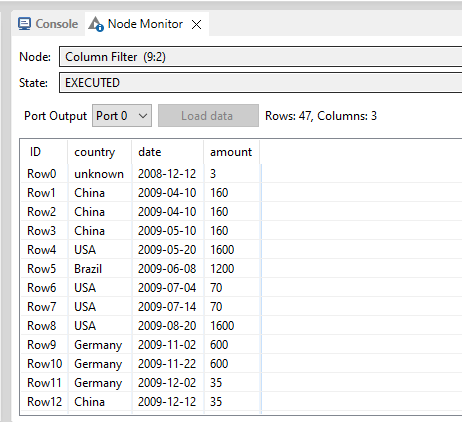 Console Node Monitor
Node: Column Filter (9:2)
State: EXECUTED
Port Output Port 0 Load data Rows: 47, Columns: 3
ID country date amount
Row0 unknown 2008-12-12 3
Row1 China 2009-04-10 160
Row2 China 2009-04-10 160
Row3 China 2009-05-10 160
Row4 USA 2009-05-20 1600
Row5 Brazil 2009-06-08 1200
Row6 USA 2009-07-04 70
Row7 USA 2009-07-14 70
Row8 USA 2009-08-20 1600
Row9 Germany 2009-11-02 600
Row10 Germany 2009-11-22 600
Row11 Germany 2009-12-02 35
Row12 China 2009-12-12 35